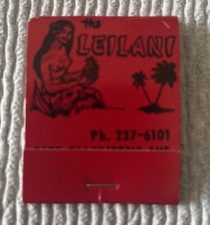 THE
LEILANI
Ph. 237-6101